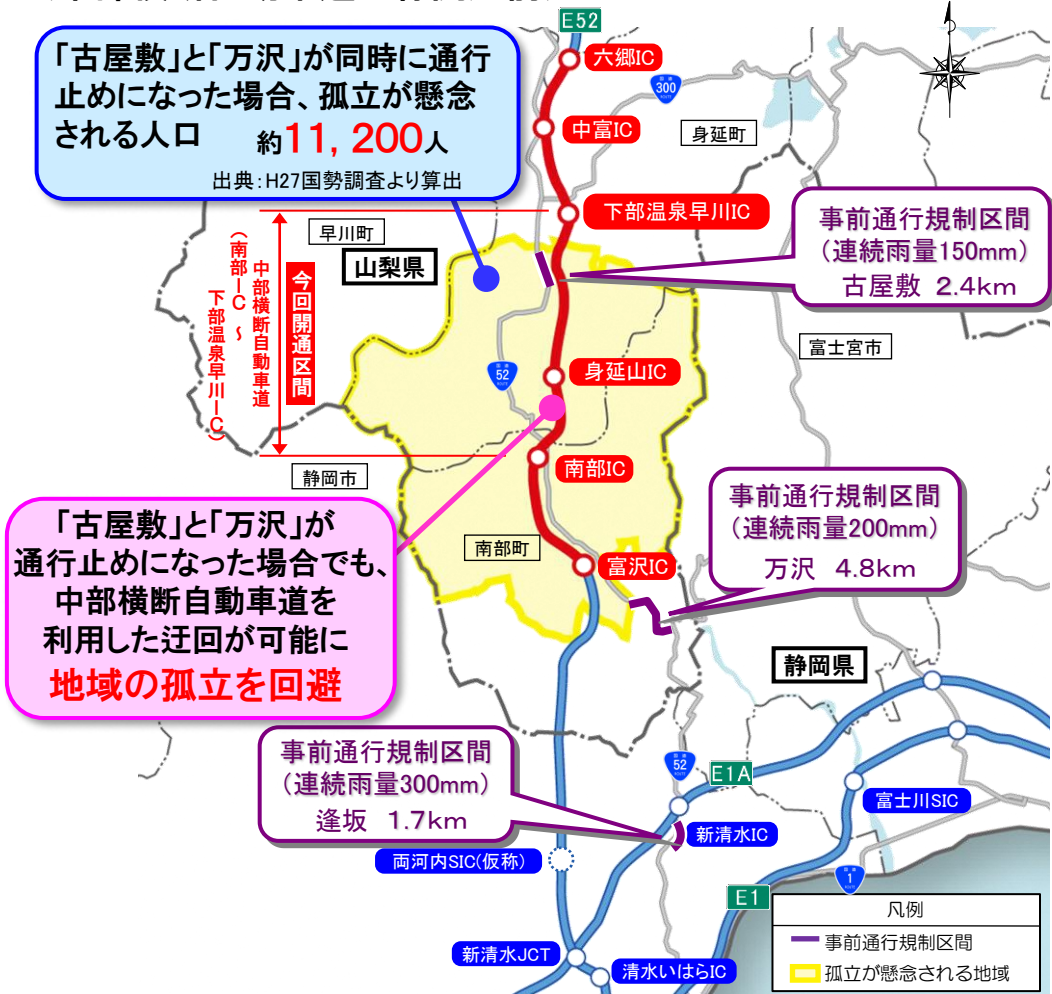 E52
「古屋敷」と「万沢」が同時に通行
止めになった場合、孤立が懸念
される人口 約11,200人
出典:H27国勢調査より算出
六郷IC
国道
300
ROUTE
中富IC
身延町
下部温泉早川IC
早川町
山梨県
事前通行規制区間
(連続雨量150mm)
古屋敷 2.4km
今回開通区間
中部横断自動車道
(南部IC~
下部温泉早川IC)
富士宮市
国道
52
ROUTE
身延山IC
南部IC
静岡市
事前通行規制区間
(連続雨量200mm)
万沢 4.8km
「古屋敷」と「万沢」が
通行止めになった場合でも、
中部横断自動車道を
利用した迂回が可能に
地域の孤立を回避
南部町
富沢IC
静岡県
事前通行規制区間
(連続雨量300mm)
逢坂 1.7km
国道
52
ROUTE
E1A
富士川SIC
新清水IC
両河内SIC(仮称)
国道
1
ROUTE
E1
凡例
事前通行規制区間
孤立が懸念される地域
新清水JCT
清水いはらIC